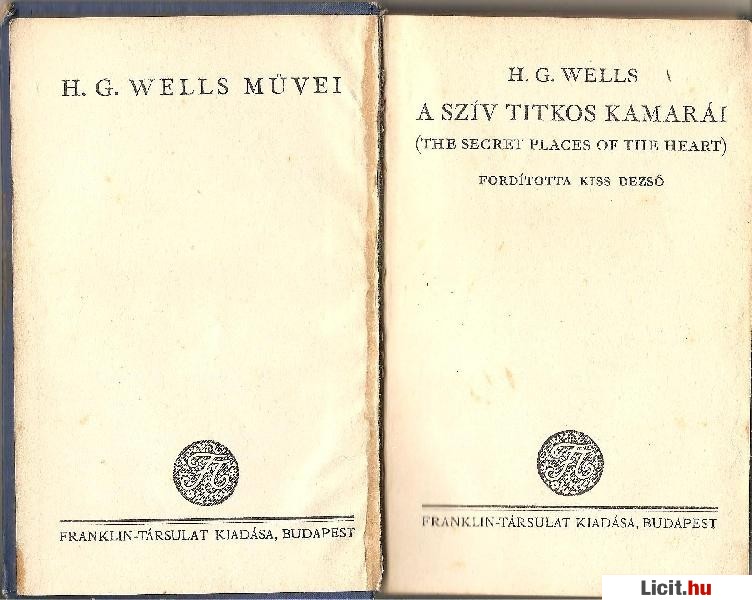 H. G. WELLS MŰVEI
FRANKLIN-TÁRSULAT KIADÁSA, BUDAPEST
H. G. WELLS
A SZÍV TITKOS KAMARÁI
(THE SECRET PLACES OF THE HEART)
FORDÍTOTTA KISS DEZSŐ
FRANKLIN-TÁRSULAT KIADÁSA, BUDAPEST
Licit.hu